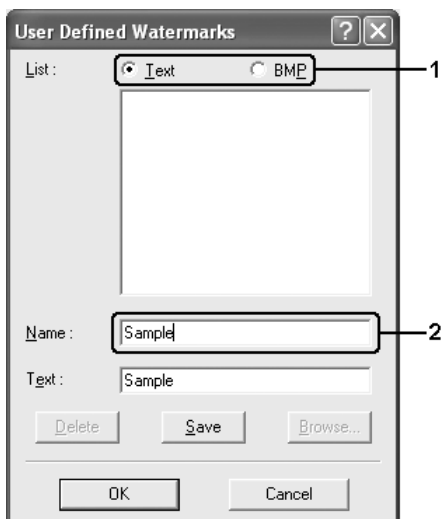 User Defined Watermarks
List : Text BMP 1
Name : Sample 2
Text : Sample
Delete Save Browse...
OK Cancel